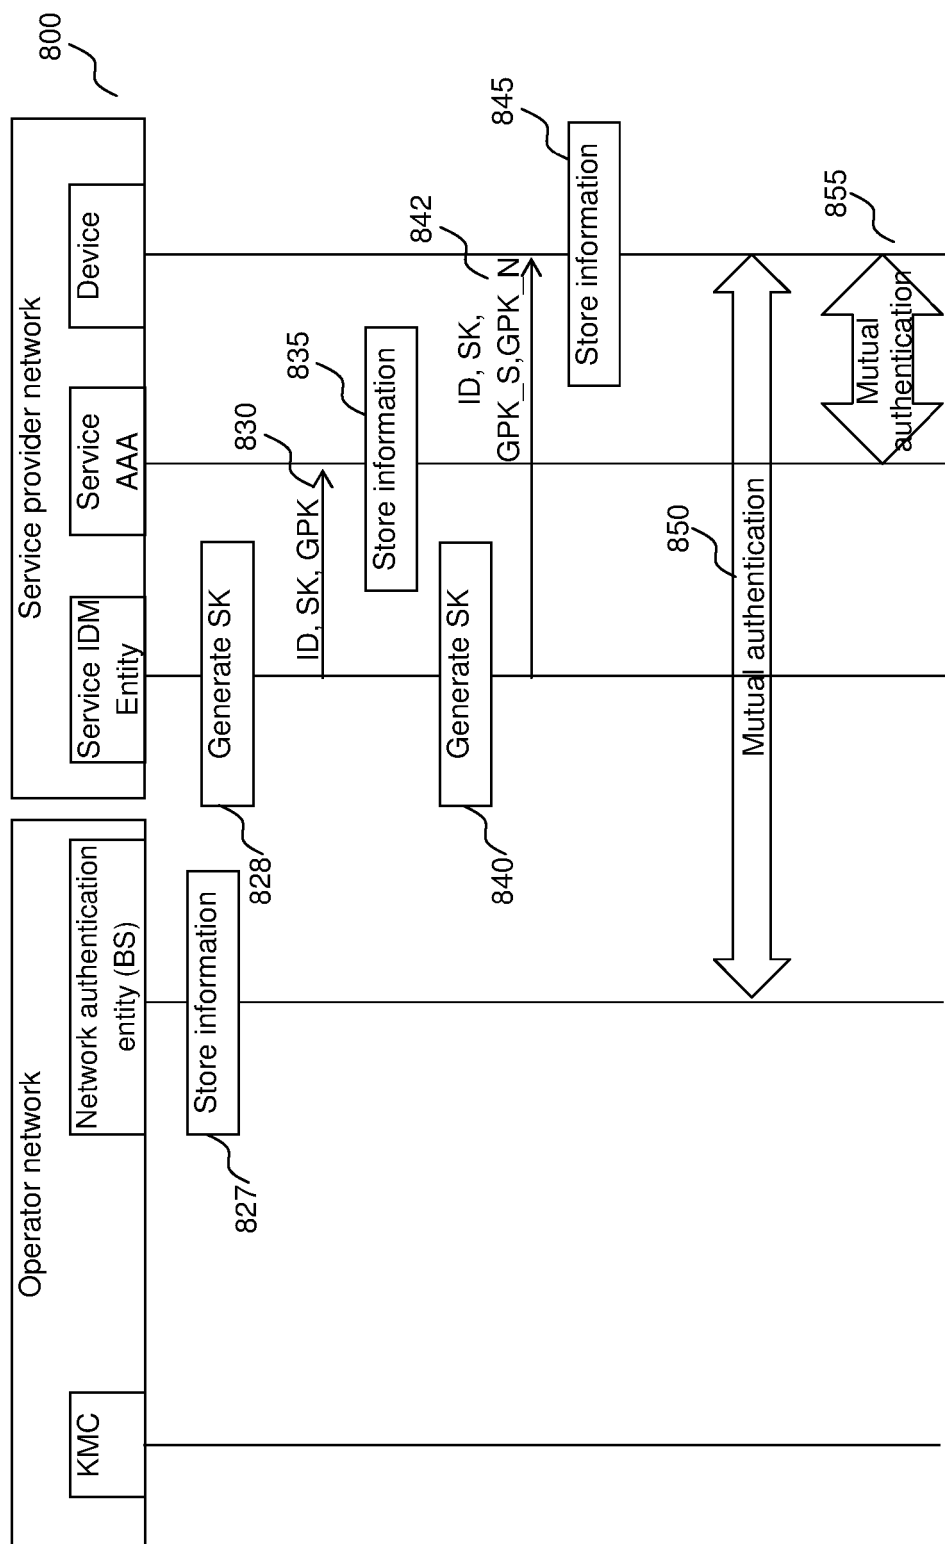 800
Operator network
Service provider network
KMC
Network authentication
entity (BS)
Service IDM
Entity
Service
AAA
Device
827
Store information
828
Generate SK
830
ID, SK, GPK
835
Store information
840
Generate SK
842
ID, SK,
GPK_S,GPK_N
845
Store information
850
Mutual authentication
855
Mutual
authentication